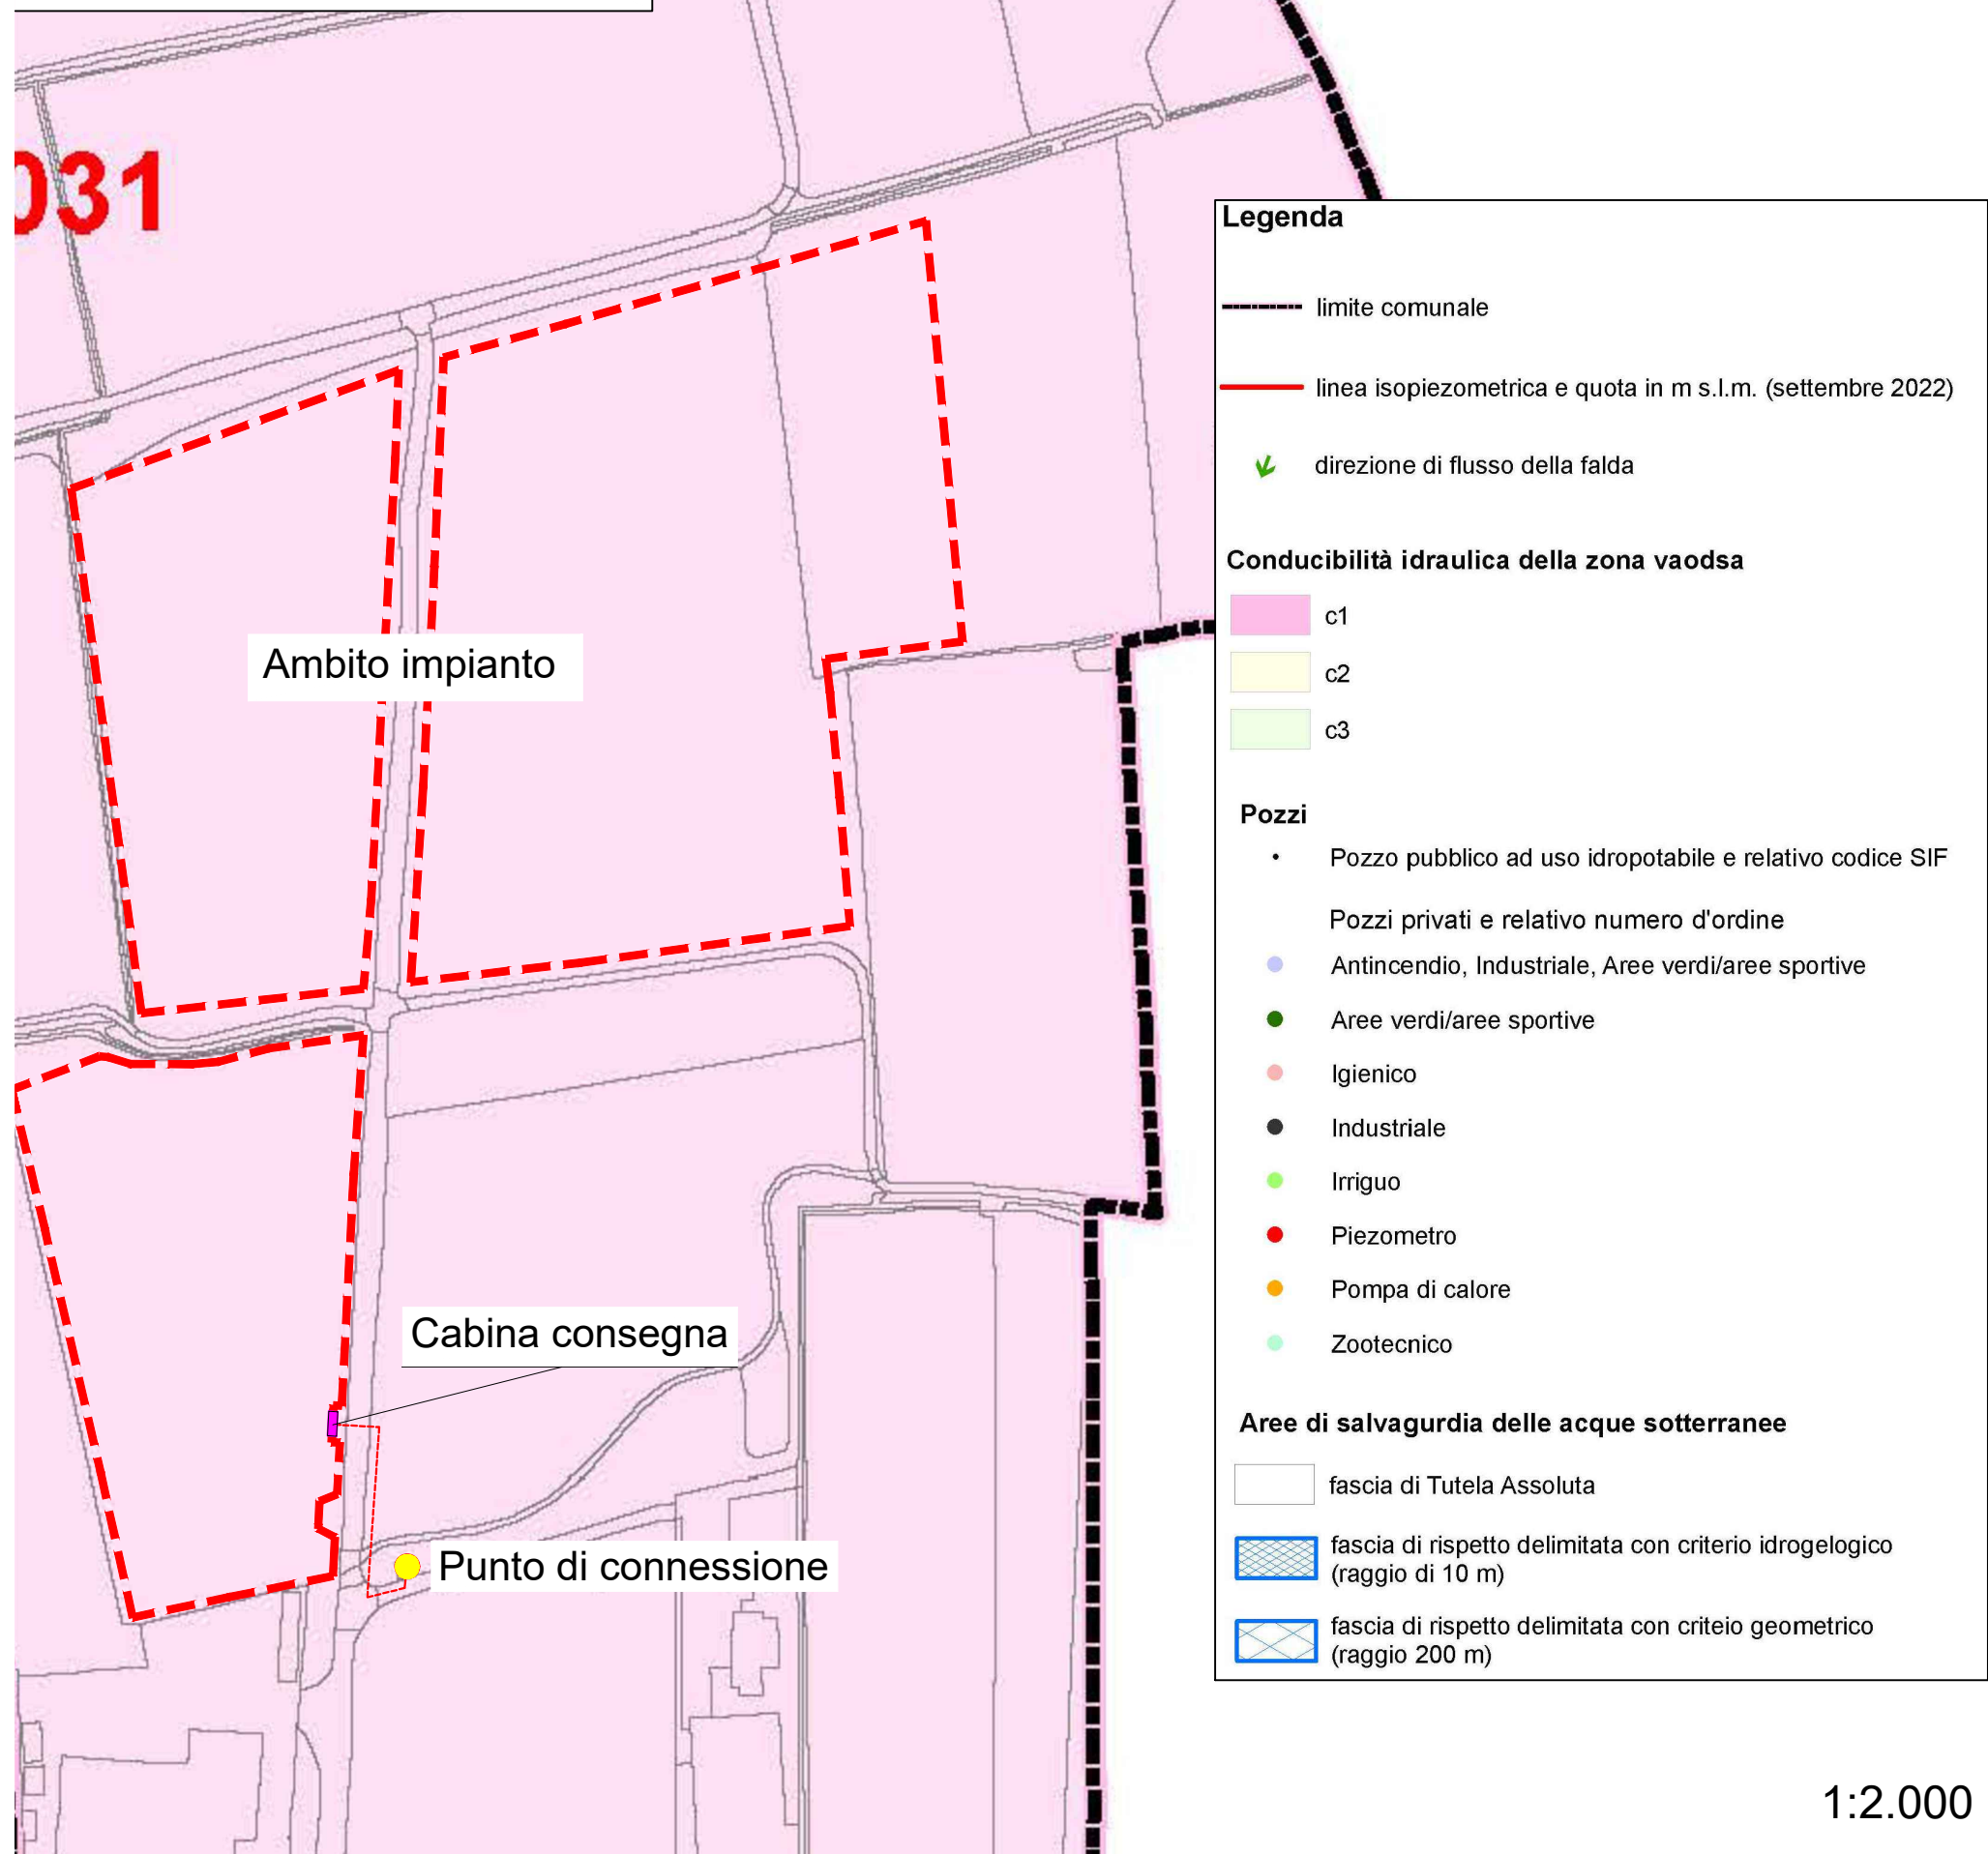 031
Ambito impianto
Cabina consegna
Punto di connessione
Legenda
limite comunale
linea isopiezometrica e quota in m s.l.m. (settembre 2022)
direzione di flusso della falda
Conducibilità idraulica della zona vaodsa
c1
c2
c3
Pozzi
Pozzo pubblico ad uso idropotabile e relativo codice SIF
Pozzi privati e relativo numero d'ordine
Antincendio, Industriale, Aree verdi/aree sportive
Aree verdi/aree sportive
Igienico
Industriale
Irriguo
Piezometro
Pompa di calore
Zootecnico
Aree di salvagurdia delle acque sotterranee
fascia di Tutela Assoluta
fascia di rispetto delimitata con criterio idrogelogico
(raggio di 10 m)
fascia di rispetto delimitata con criteio geometrico
(raggio 200 m)
1:2.000